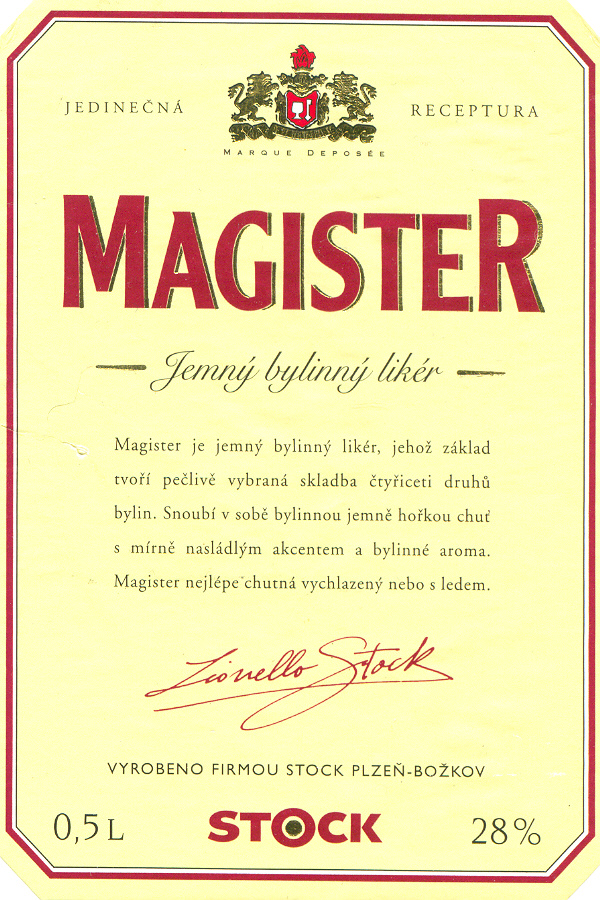 JEDINEČNÁ
RECEPTURA
MARQUE DEPOSÉE
MAGISTER
Jemný bylinný likér
Magister je jemný bylinný likér, jehož základ
tvoří pečlivě vybraná skladba čtyřiceti druhů
bylin. Snoubí v sobě bylinnou jemně hořkou chuť
s mírně nasládlým akcentem a bylinné aroma.
Magister nejlépe chutná vychlazený nebo s ledem.
Lionello Stock
VYROBENO FIRMOU STOCK PLZEŇ-BOŽKOV
0,5 L
STOCK
28%